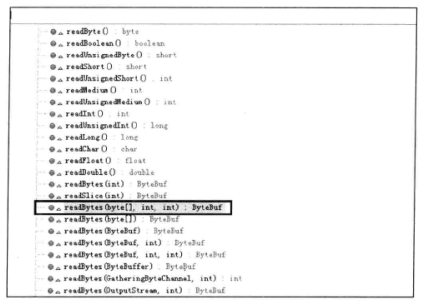 readByte() : byte
readBoolean() : boolean
readUnsignedByte() : short
readShort() : short
readUnsignedShort() : int
readMedium() : int
readUnsignedMedium() : int
readInt() : int
readUnsignedInt() : long
readLong() : long
readChar() : char
readFloat() : float
readDouble() : double
readBytes(int) : ByteBuf
readSlice(int) : ByteBuf
readBytes(byte[], int, int) : ByteBuf
readBytes(byte[]) : ByteBuf
readBytes(ByteBuf) : ByteBuf
readBytes(ByteBuf, int) : ByteBuf
readBytes(ByteBuf, int, int) : ByteBuf
readBytes(ByteBuffer) : ByteBuf
readBytes(GatheringByteChannel, int) : int
readBytes(OutputStream, int) : ByteBuf